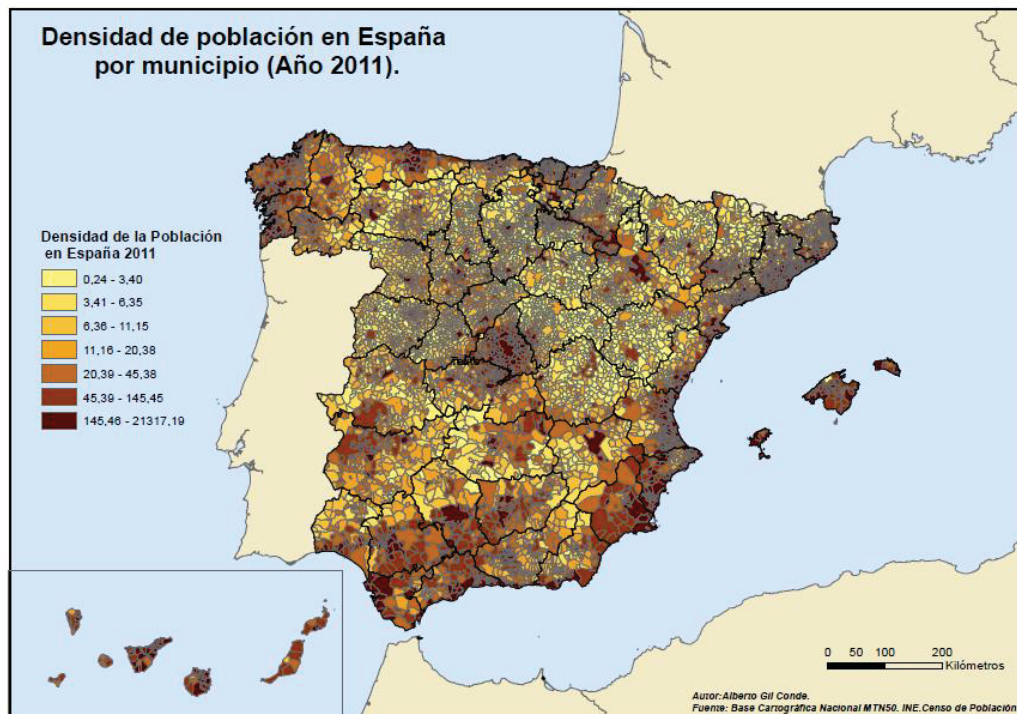 Densidad de población en España
por municipio (Año 2011).
Densidad de la Población
en España 2011
0,24 - 3,40
3,41 - 6,35
6,36 - 11,15
11,16 - 20,38
20,39 - 45,38
45,39 - 145,45
145,46 - 21317,19
0 50 100 200
Kilómetros
Autor:Alberto Gil Conde.
Fuente: Base Cartográfica Nacional MTN50. INE.Censo de Población